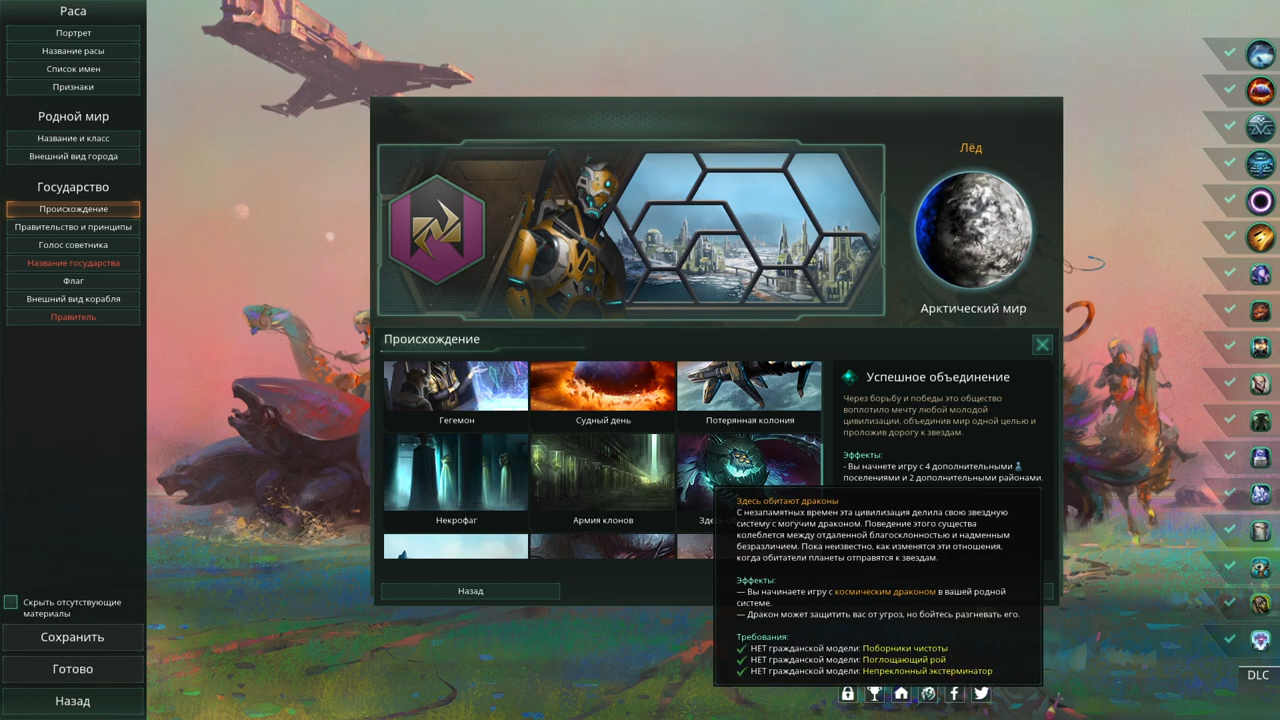 Раса
Портрет
Название расы
Список имен
Признаки
Родной мир
Название и класс
Внешний вид города
Государство
Происхождение
Правительство и принципы
Голос советника
Название государства
Флаг
Внешний вид корабля
Правитель
Скрыть отсутствующие
материалы
Сохранить
Готово
Назад
Лёд
Арктический мир
Происхождение
Гегемон
Судный день
Потерянная колония
Некрофаг
Армия клонов
Назад
Успешное объединение
Через борьбу и победы это общество
воплотило мечту любой молодой
цивилизации, объединив мир одной целью и
проложив дорогу к звездам.
Эффекты:
- Вы начнете игру с 4 дополнительными
поселениями и 2 дополнительными районами.
Здесь обитают драконы
С незапамятных времен эта цивилизация делила свою звездную
систему с могучим драконом. Поведение этого существа
колеблется между отдаленной благосклонностью и надменным
безразличием. Пока неизвестно, как изменятся эти отношения,
когда обитатели планеты отправятся к звездам.
Эффекты:
— Вы начинаете игру с космическим драконом в вашей родной
системе.
— Дракон может защитить вас от угроз, но бойтесь разгневать его.
Требования:
НЕТ гражданской модели: Поборники чистоты
НЕТ гражданской модели: Поглощающий рой
НЕТ гражданской модели: Непреклонный экстерминатор
DLC